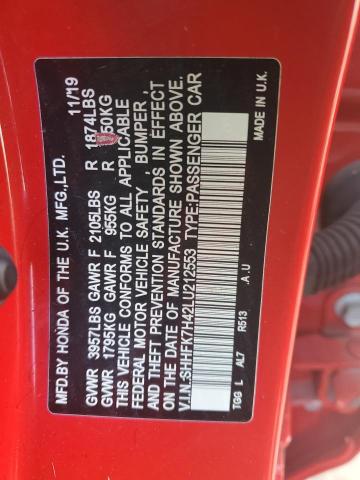 MFD.BY HONDA OF THE U.K. MFG.,LTD. 11/19
GVWR 3957LBS GAWR F 2105LBS R 1874LBS
GVWR 1795KG GAWR F 955KG R 50KG
THIS VEHICLE CONFORMS TO ALL APPLICABLE
FEDERAL MOTOR VEHICLE SAFETY , BUMPER ,
AND THEFT PREVENTION STANDARDS IN EFFECT
ON THE DATE OF MANUFACTURE SHOWN ABOVE.
V.I.N.:SHHFK7H42LU212553 TYPE:PASSENGER CAR
MADE IN U.K.
TGG L AL7 R513 .A.U